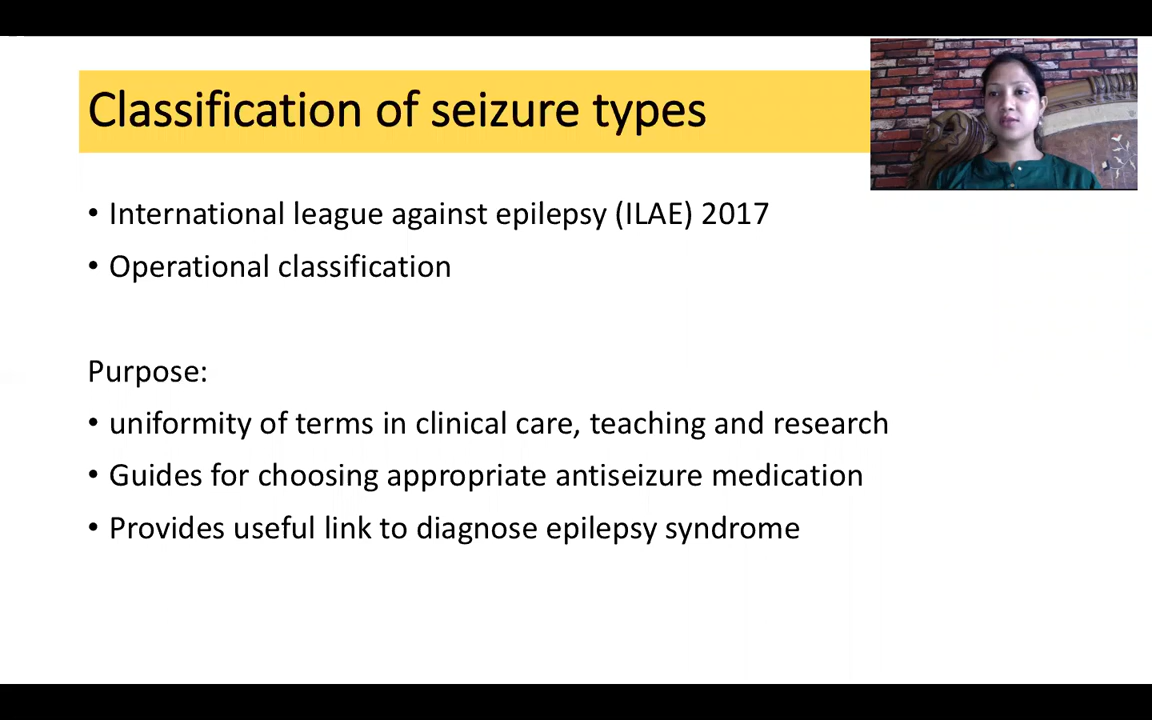 Classification of seizure types
• International league against epilepsy (ILAE) 2017
• Operational classification
Purpose:
• uniformity of terms in clinical care, teaching and research
• Guides for choosing appropriate antiseizure medication
• Provides useful link to diagnose epilepsy syndrome